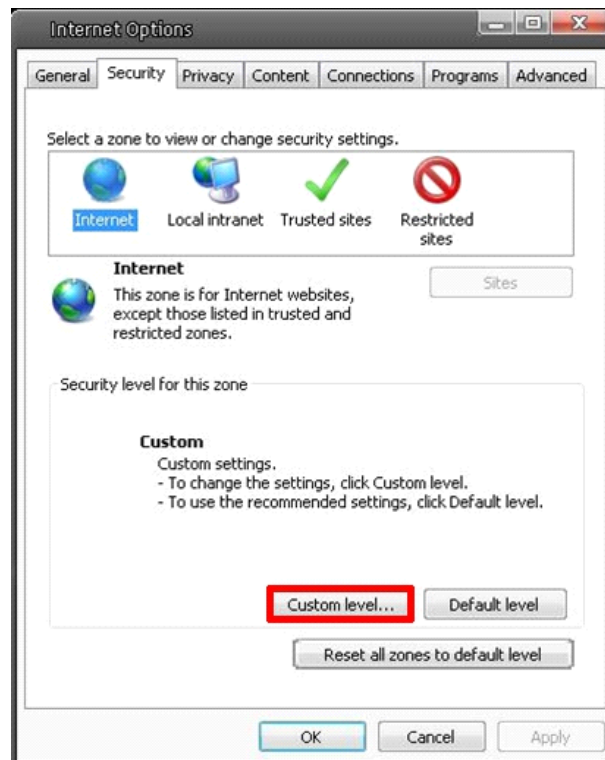 Internet Options
General Security Privacy Content Connections Programs Advanced
Select a zone to view or change security settings.
Internet Local intranet Trusted sites Restricted
sites
Internet
Sites
This zone is for Internet websites,
except those listed in trusted and
restricted zones.
Security level for this zone
Custom
Custom settings.
- To change the settings, click Custom level.
- To use the recommended settings, click Default level.
Custom level... Default level
Reset all zones to default level
OK Cancel Apply